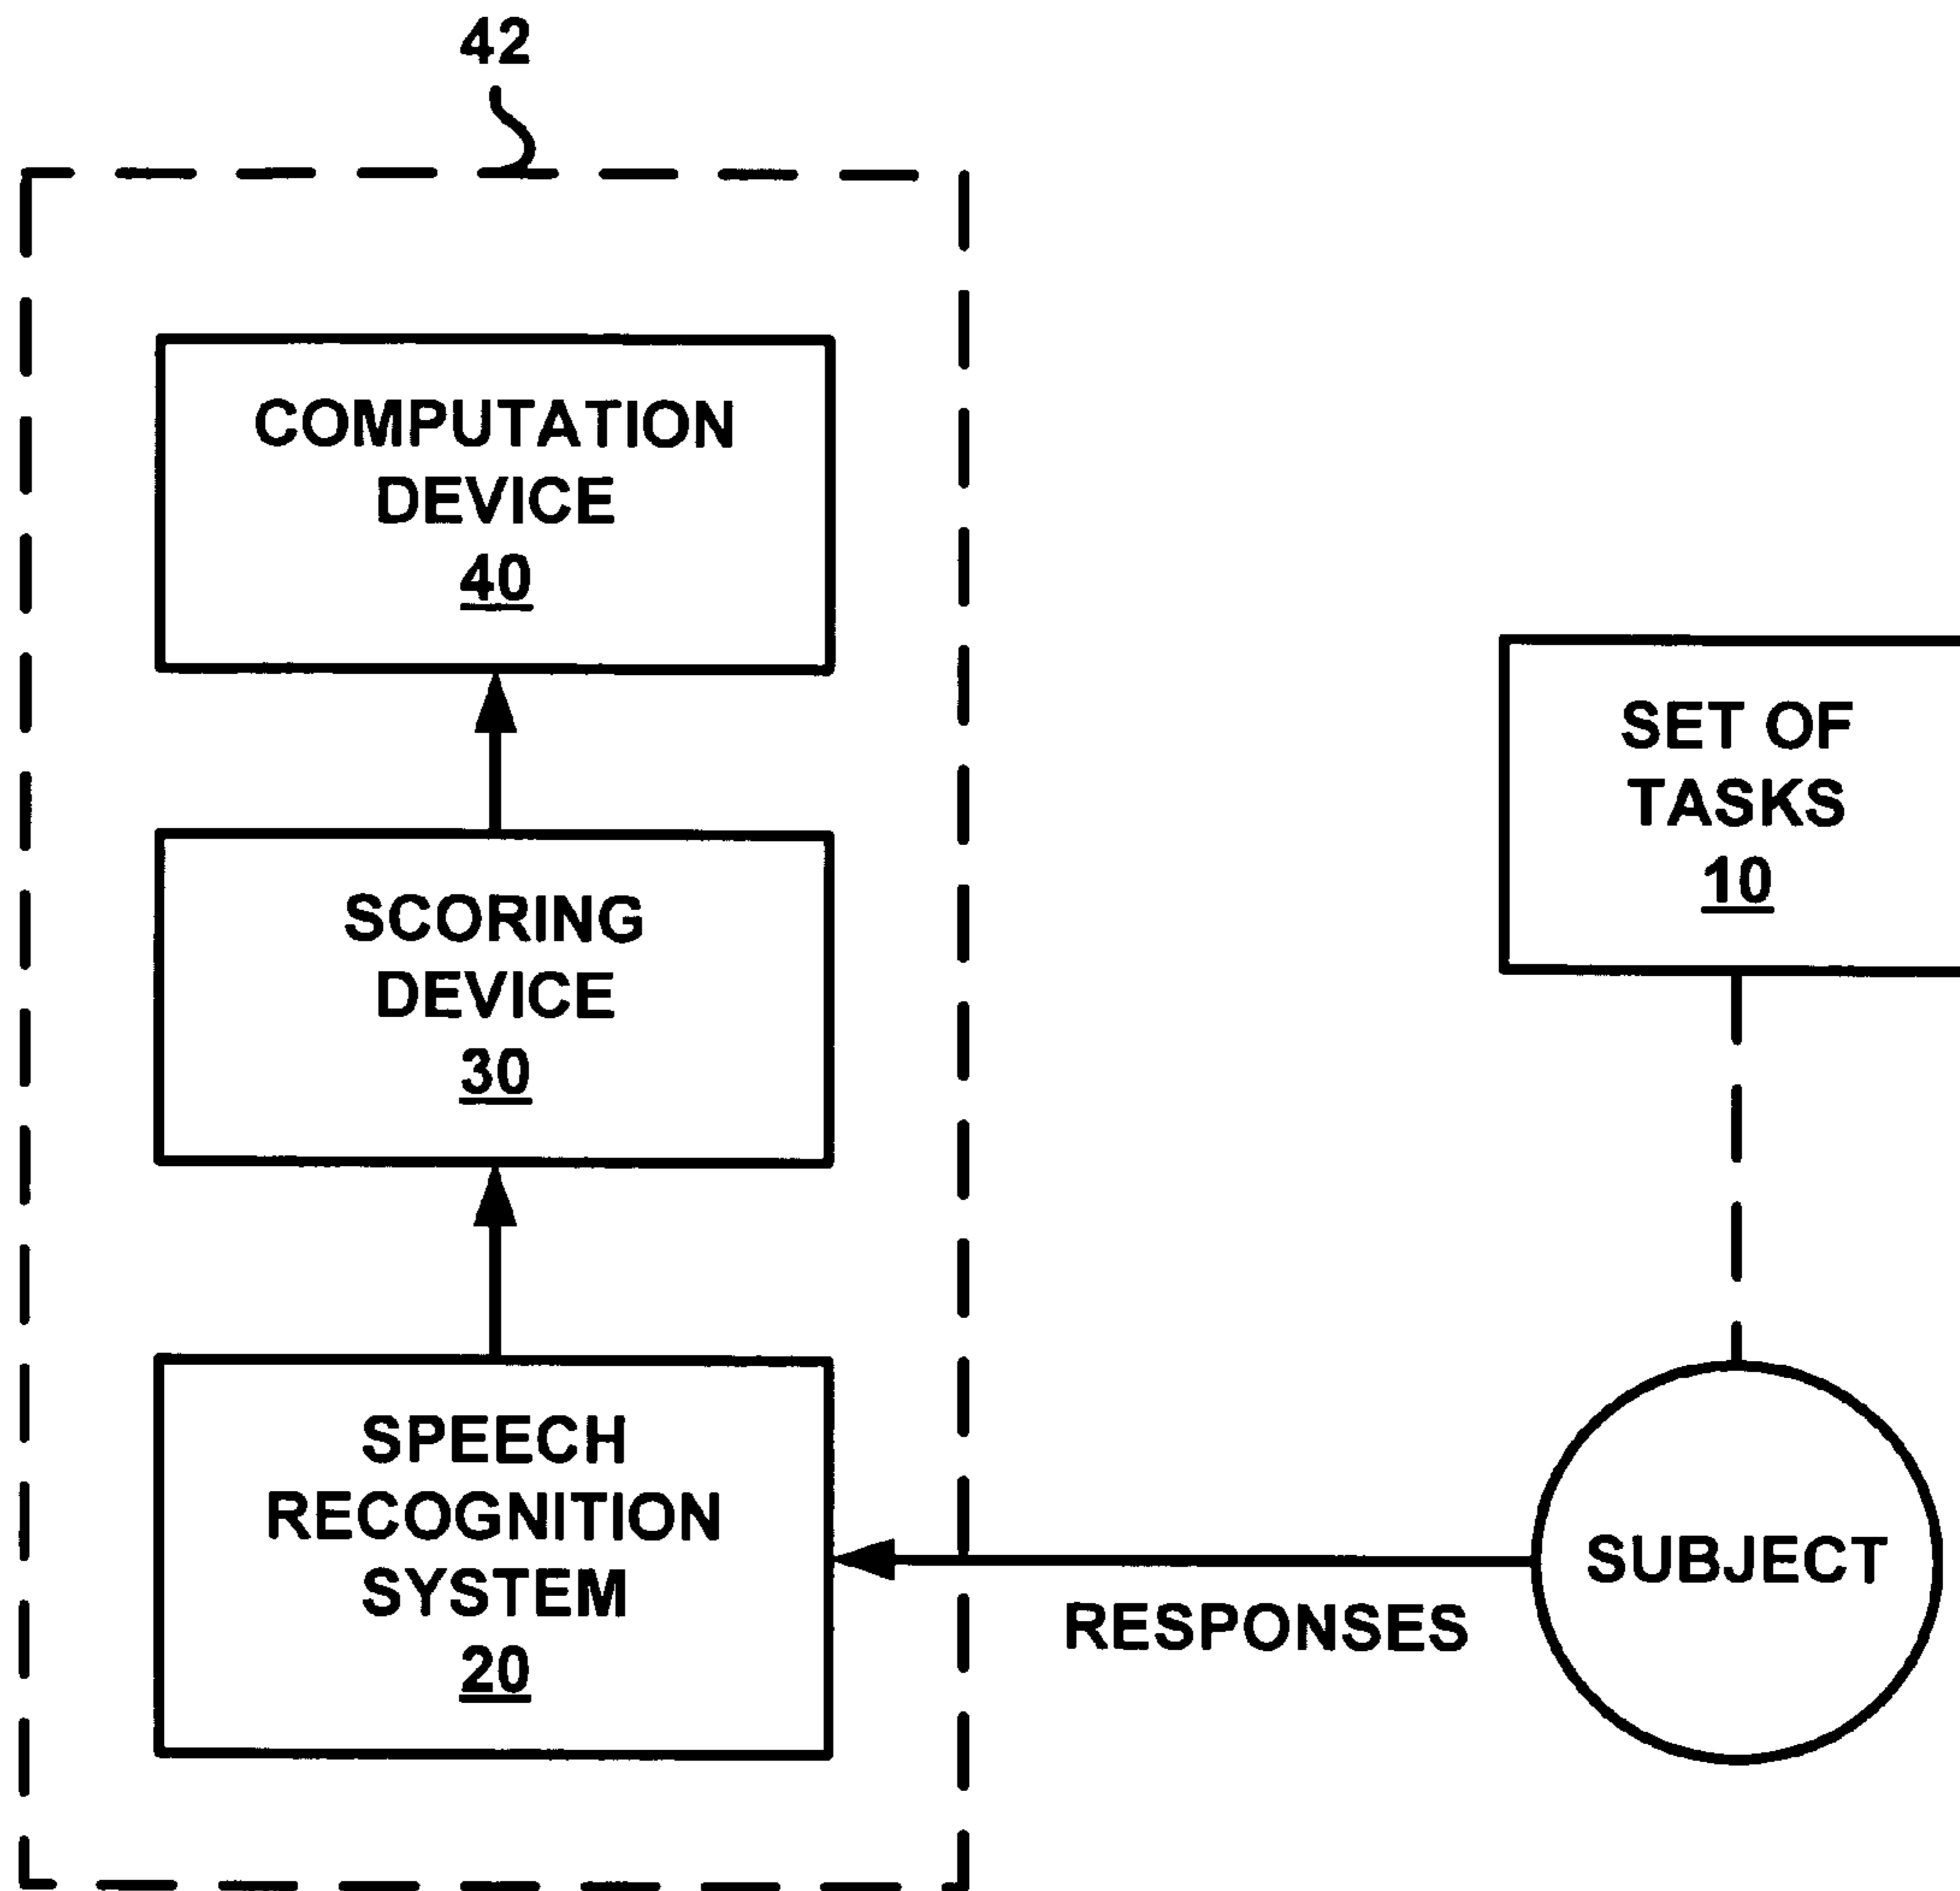 42
COMPUTATION
DEVICE
40
SCORING
DEVICE
30
SPEECH
RECOGNITION
SYSTEM
20
SET OF
TASKS
10
SUBJECT
RESPONSES